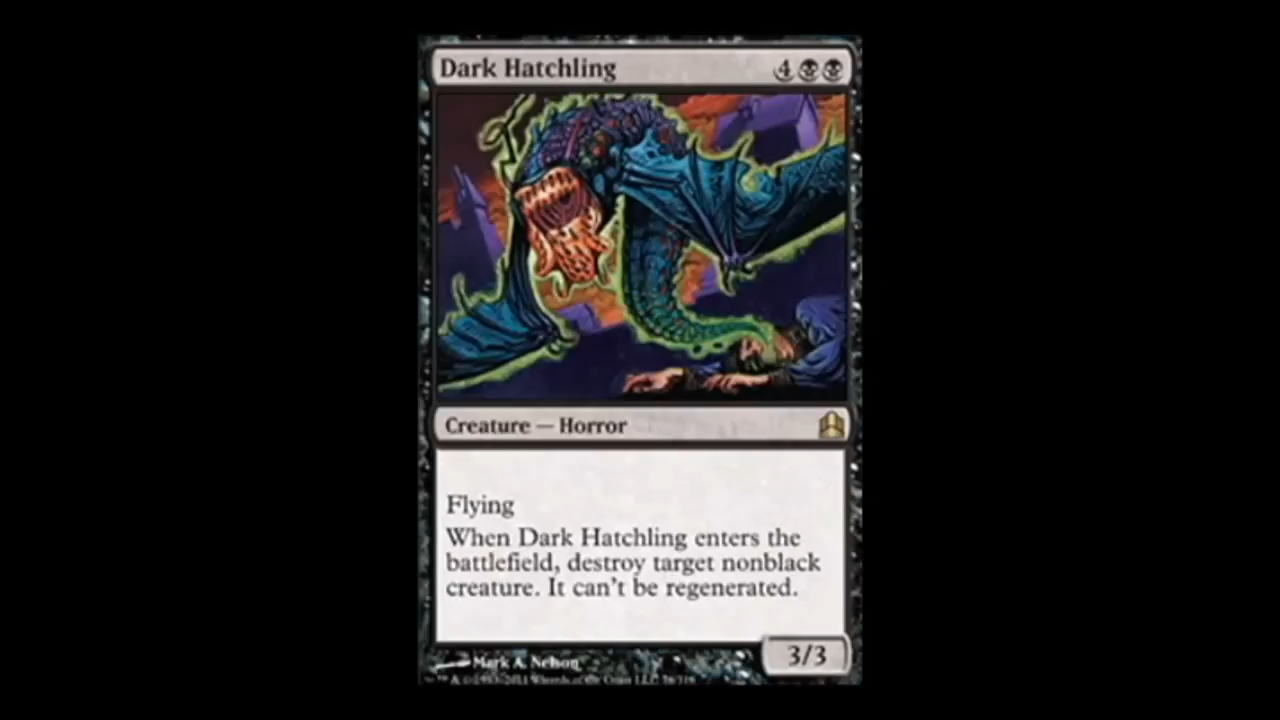 Dark Hatchling 4
Creature — Horror
Flying
When Dark Hatchling enters the
battlefield, destroy target nonblack
creature. It can't be regenerated.
3/3
Mark A. Nelson